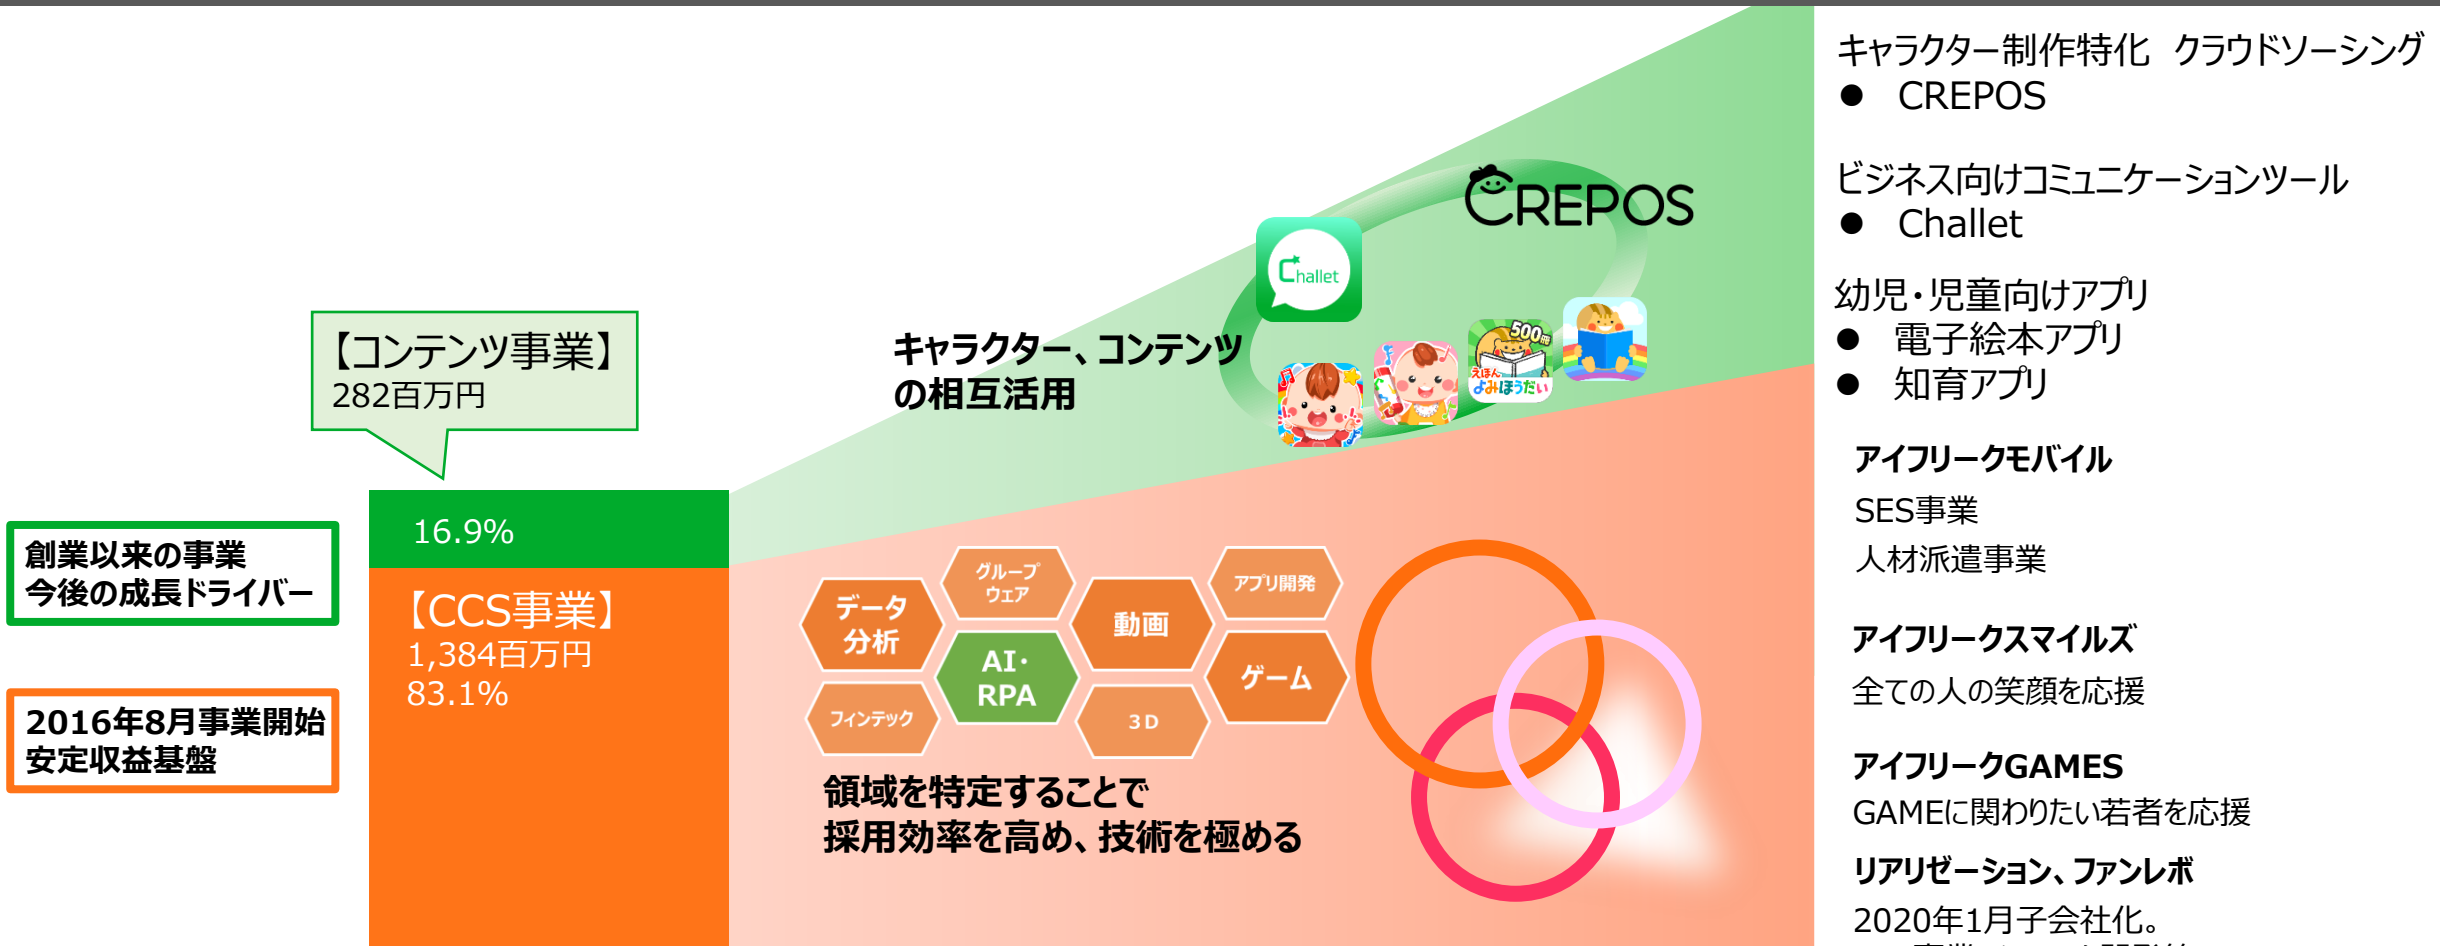 創業以来の事業
今後の成長ドライバー
2016年8月事業開始
安定収益基盤
【コンテンツ事業】
282百万円
16.9%
【CCS事業】
1,384百万円
83.1%
キャラクター、コンテンツ
の相互活用
Challet
CREPOS
500冊
えほん
よみほうだい
データ
分析
グループ
ウェア
動画
アプリ開発
フィンテック
AI・
RPA
3D
ゲーム
領域を特定することで
採用効率を高め、技術を極める
キャラクター制作特化 クラウドソーシング
● CREPOS
ビジネス向けコミュニケーションツール
● Challet
幼児・児童向けアプリ
● 電子絵本アプリ
● 知育アプリ
アイフリークモバイル
SES事業
人材派遣事業
アイフリークスマイルズ
全ての人の笑顔を応援
アイフリークGAMES
GAMEに関わりたい若者を応援
リアリゼーション、ファンレボ
2020年1月子会社化。